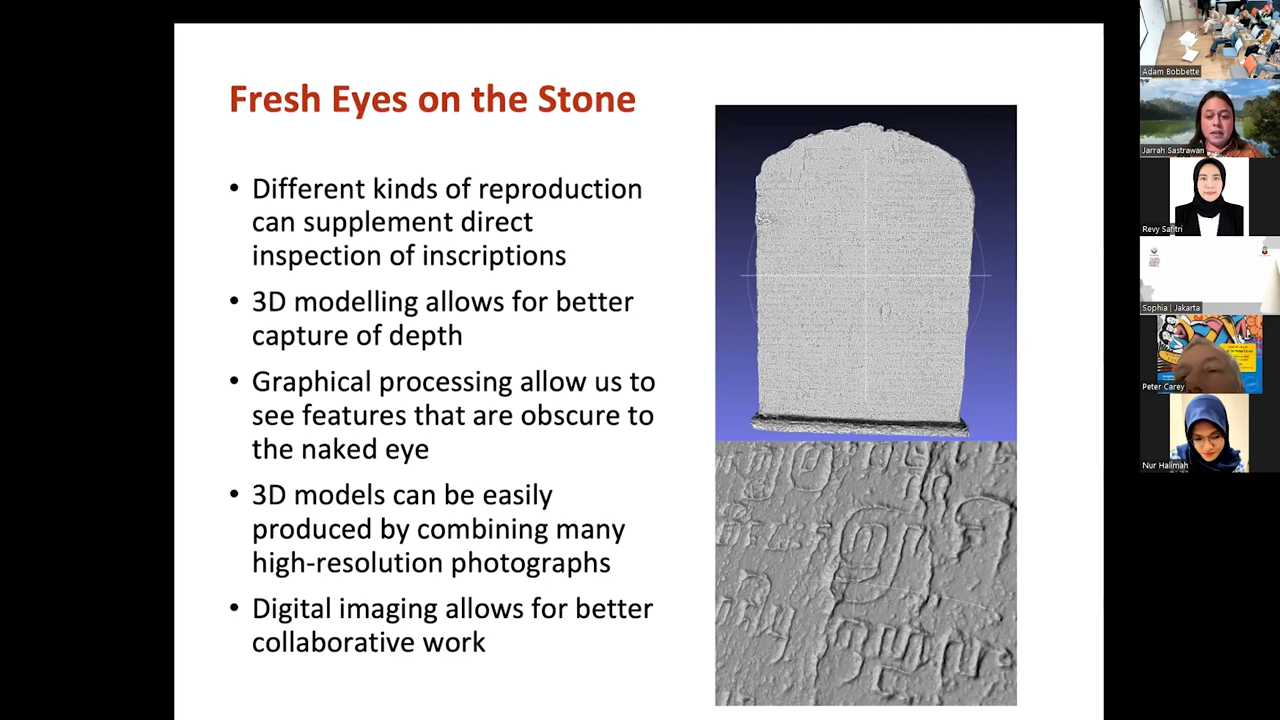 Fresh Eyes on the Stone
• Different kinds of reproduction
can supplement direct
inspection of inscriptions
• 3D modelling allows for better
capture of depth
• Graphical processing allow us to
see features that are obscure to
the naked eye
• 3D models can be easily
produced by combining many
high-resolution photographs
• Digital imaging allows for better
collaborative work
Adam Bobbette
Jarrah Sastrawan
Revy Safitri
Sophia | Jakarta
Peter Carey
Nur Halimah